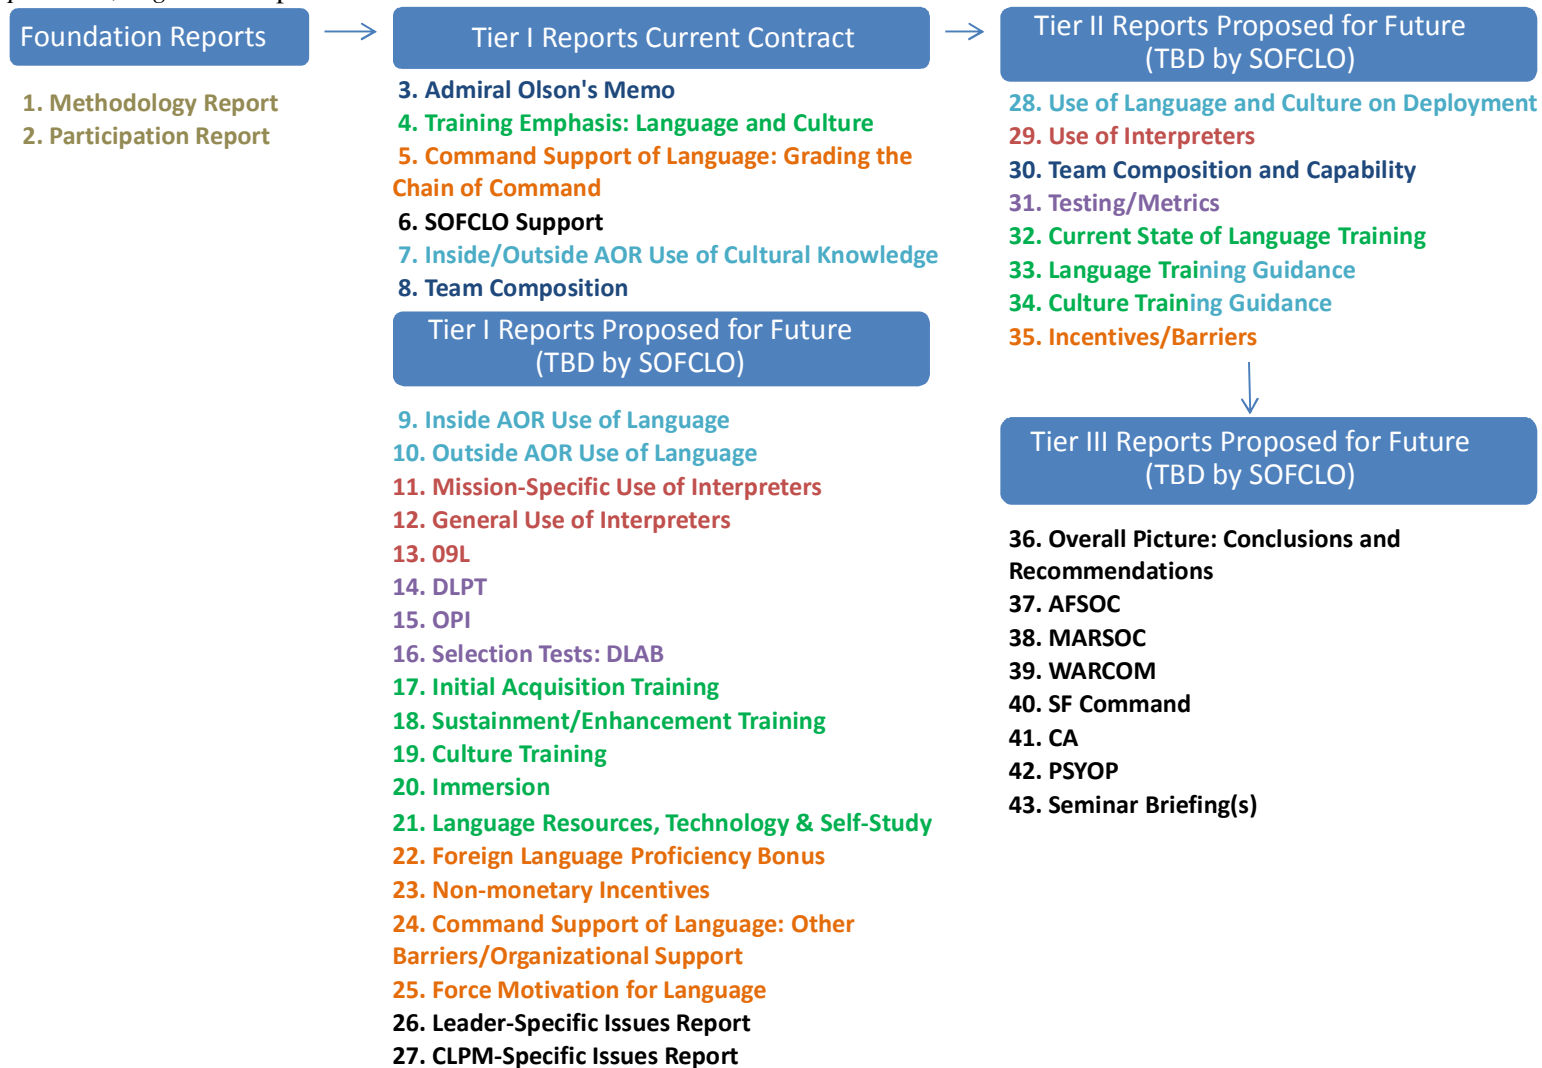 Foundation Reports
1. Methodology Report
2. Participation Report
Tier I Reports Current Contract
3. Admiral Olson's Memo
4. Training Emphasis: Language and Culture
5. Command Support of Language: Grading the
Chain of Command
6. SOFCLO Support
7. Inside/Outside AOR Use of Cultural Knowledge
8. Team Composition
Tier I Reports Proposed for Future
(TBD by SOFCLO)
9. Inside AOR Use of Language
10. Outside AOR Use of Language
11. Mission-Specific Use of Interpreters
12. General Use of Interpreters
13. 09L
14. DLPT
15. OPI
16. Selection Tests: DLAB
17. Initial Acquisition Training
18. Sustainment/Enhancement Training
19. Culture Training
20. Immersion
21. Language Resources, Technology & Self-Study
22. Foreign Language Proficiency Bonus
23. Non-monetary Incentives
24. Command Support of Language: Other
Barriers/Organizational Support
25. Force Motivation for Language
26. Leader-Specific Issues Report
27. CLPM-Specific Issues Report
Tier II Reports Proposed for Future
(TBD by SOFCLO)
28. Use of Language and Culture on Deployment
29. Use of Interpreters
30. Team Composition and Capability
31. Testing/Metrics
32. Current State of Language Training
33. Language Training Guidance
34. Culture Training Guidance
35. Incentives/Barriers
Tier III Reports Proposed for Future
(TBD by SOFCLO)
36. Overall Picture: Conclusions and
Recommendations
37. AFSOC
38. MARSOC
39. WARCOM
40. SF Command
41. CA
42. PSYOP
43. Seminar Briefing(s)